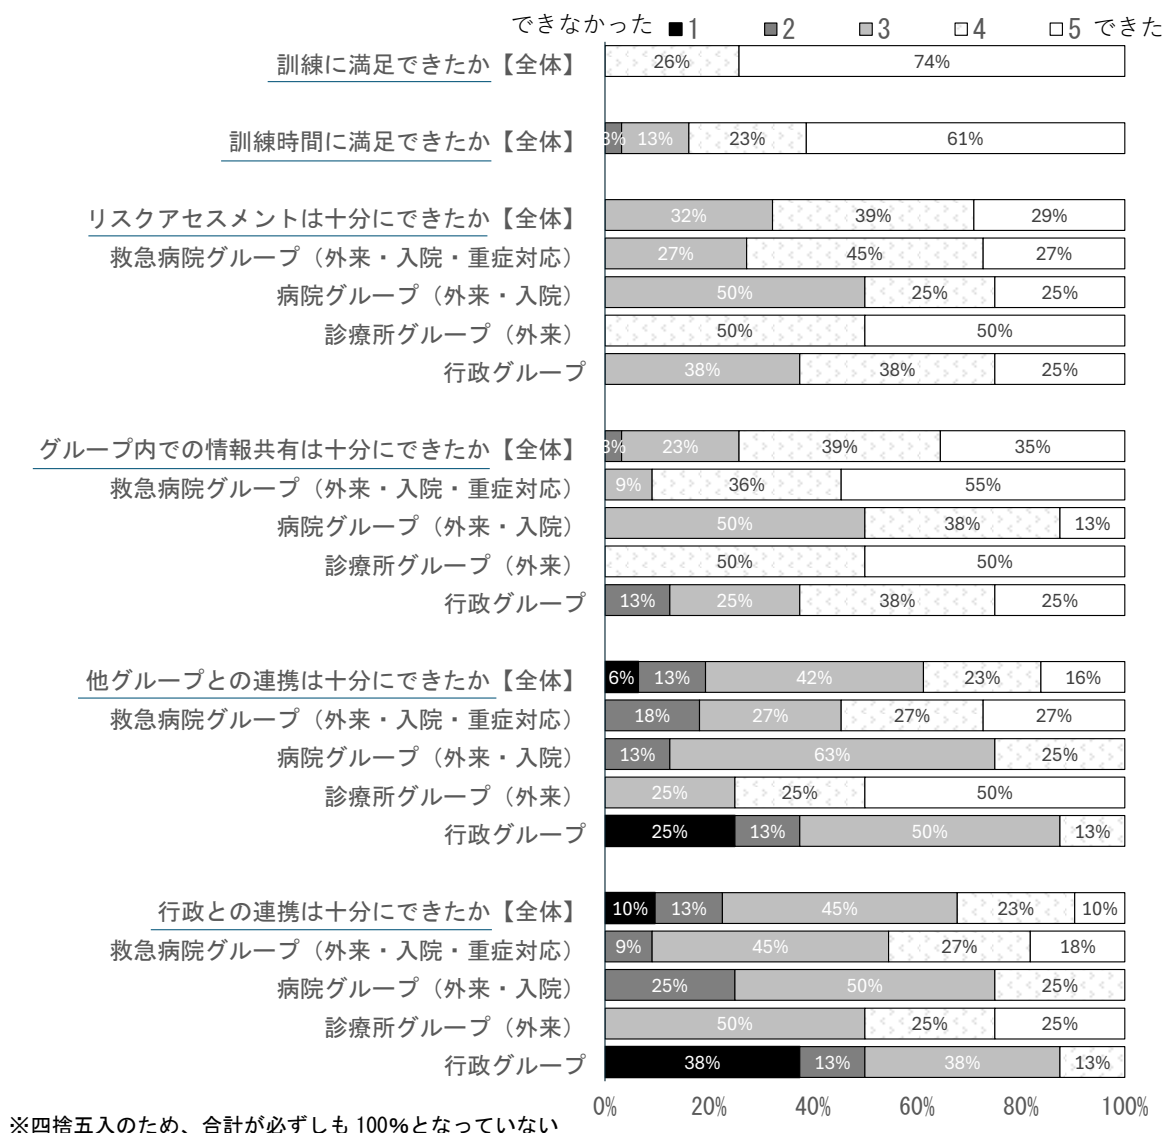 できなかった ■1 ■2 ■3 □4 □5 できた
訓練に満足できたか【全体】 26% 74%
訓練時間に満足できたか【全体】 3% 13% 23% 61%
リスクアセスメントは十分にできたか【全体】 32% 39% 29%
救急病院グループ（外来・入院・重症対応） 27% 45% 27%
病院グループ（外来・入院） 50% 25% 25%
診療所グループ（外来） 50% 50%
行政グループ 38% 38% 25%
グループ内での情報共有は十分にできたか【全体】 3% 23% 39% 35%
救急病院グループ（外来・入院・重症対応） 9% 36% 55%
病院グループ（外来・入院） 50% 38% 13%
診療所グループ（外来） 50% 50%
行政グループ 13% 25% 38% 25%
他グループとの連携は十分にできたか【全体】 6% 13% 42% 23% 16%
救急病院グループ（外来・入院・重症対応） 18% 27% 27% 27%
病院グループ（外来・入院） 13% 63% 25%
診療所グループ（外来） 25% 25% 50%
行政グループ 25% 13% 50% 13%
行政との連携は十分にできたか【全体】 10% 13% 45% 23% 10%
救急病院グループ（外来・入院・重症対応） 9% 45% 27% 18%
病院グループ（外来・入院） 25% 50% 25%
診療所グループ（外来） 50% 25% 25%
行政グループ 38% 13% 38% 13%
0% 20% 40% 60% 80% 100%
※四捨五入のため、合計が必ずしも 100%となっていない